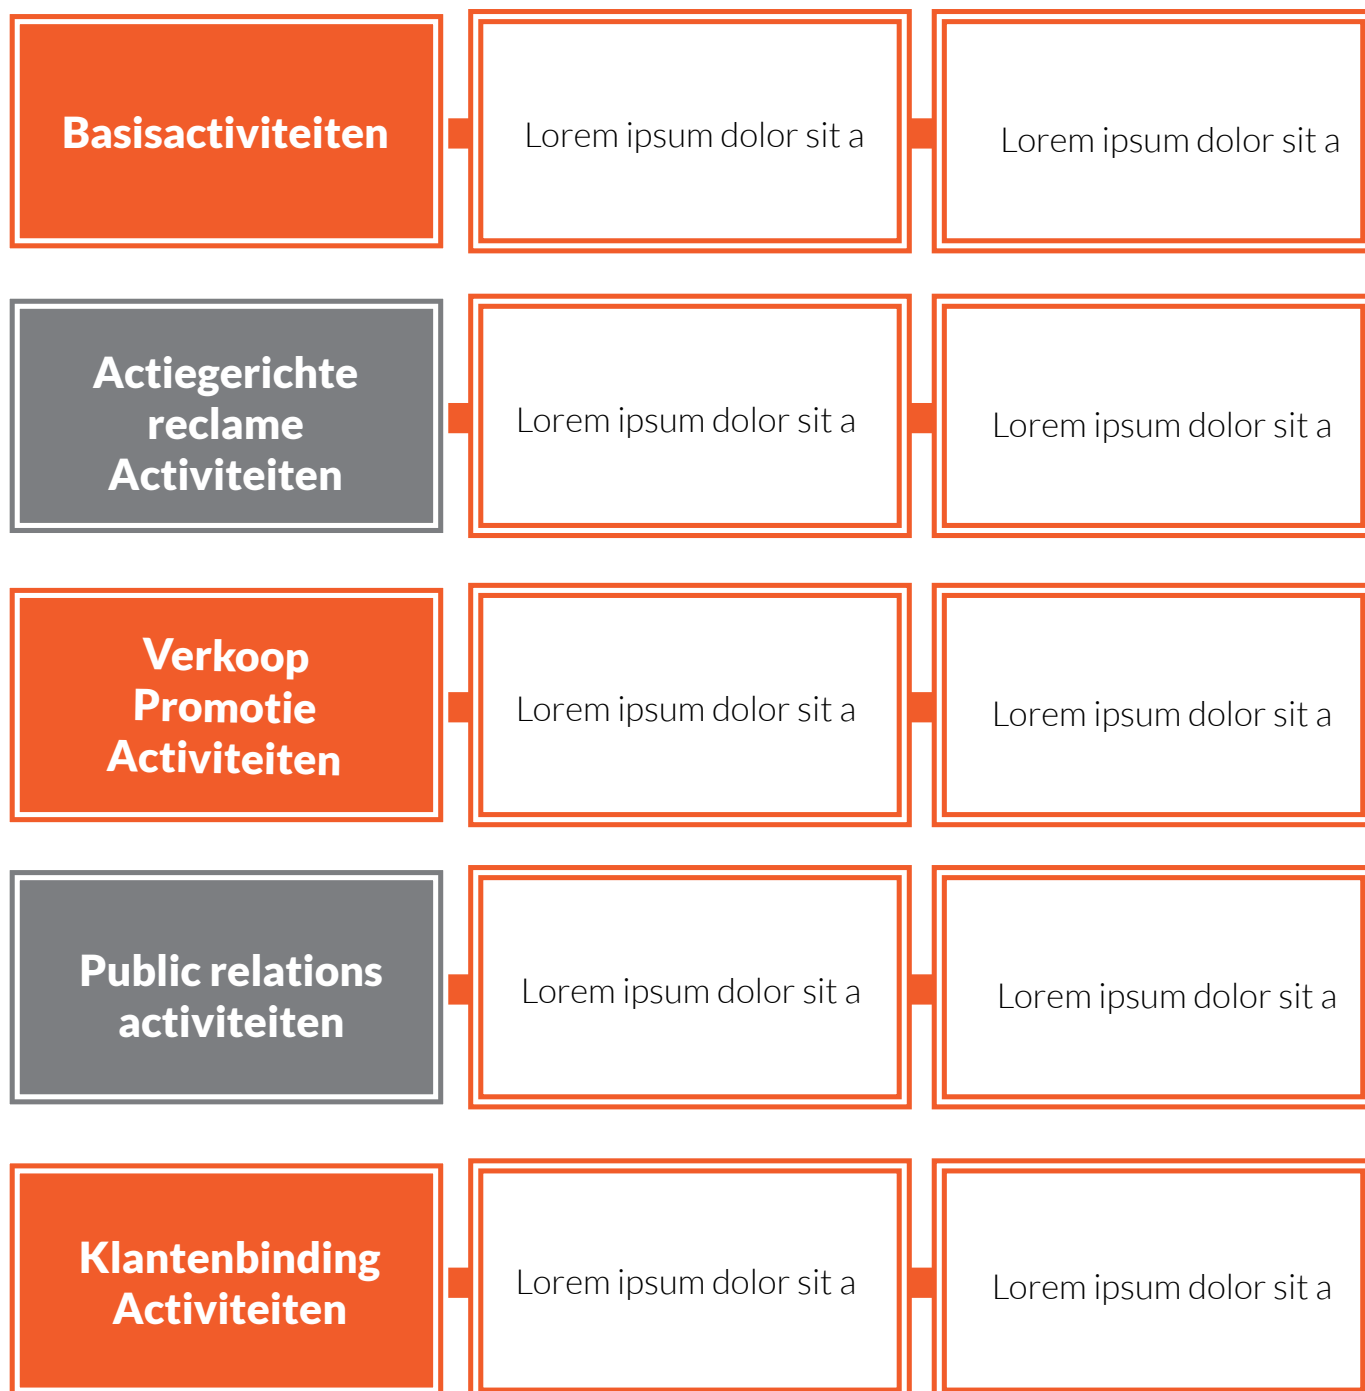 Basisactiviteiten
Lorem ipsum dolor sit a
Lorem ipsum dolor sit a
Actiegerichte
reclame
Activiteiten
Lorem ipsum dolor sit a
Lorem ipsum dolor sit a
Verkoop
Promotie
Activiteiten
Lorem ipsum dolor sit a
Lorem ipsum dolor sit a
Public relations
activiteiten
Lorem ipsum dolor sit a
Lorem ipsum dolor sit a
Klantenbinding
Activiteiten
Lorem ipsum dolor sit a
Lorem ipsum dolor sit a